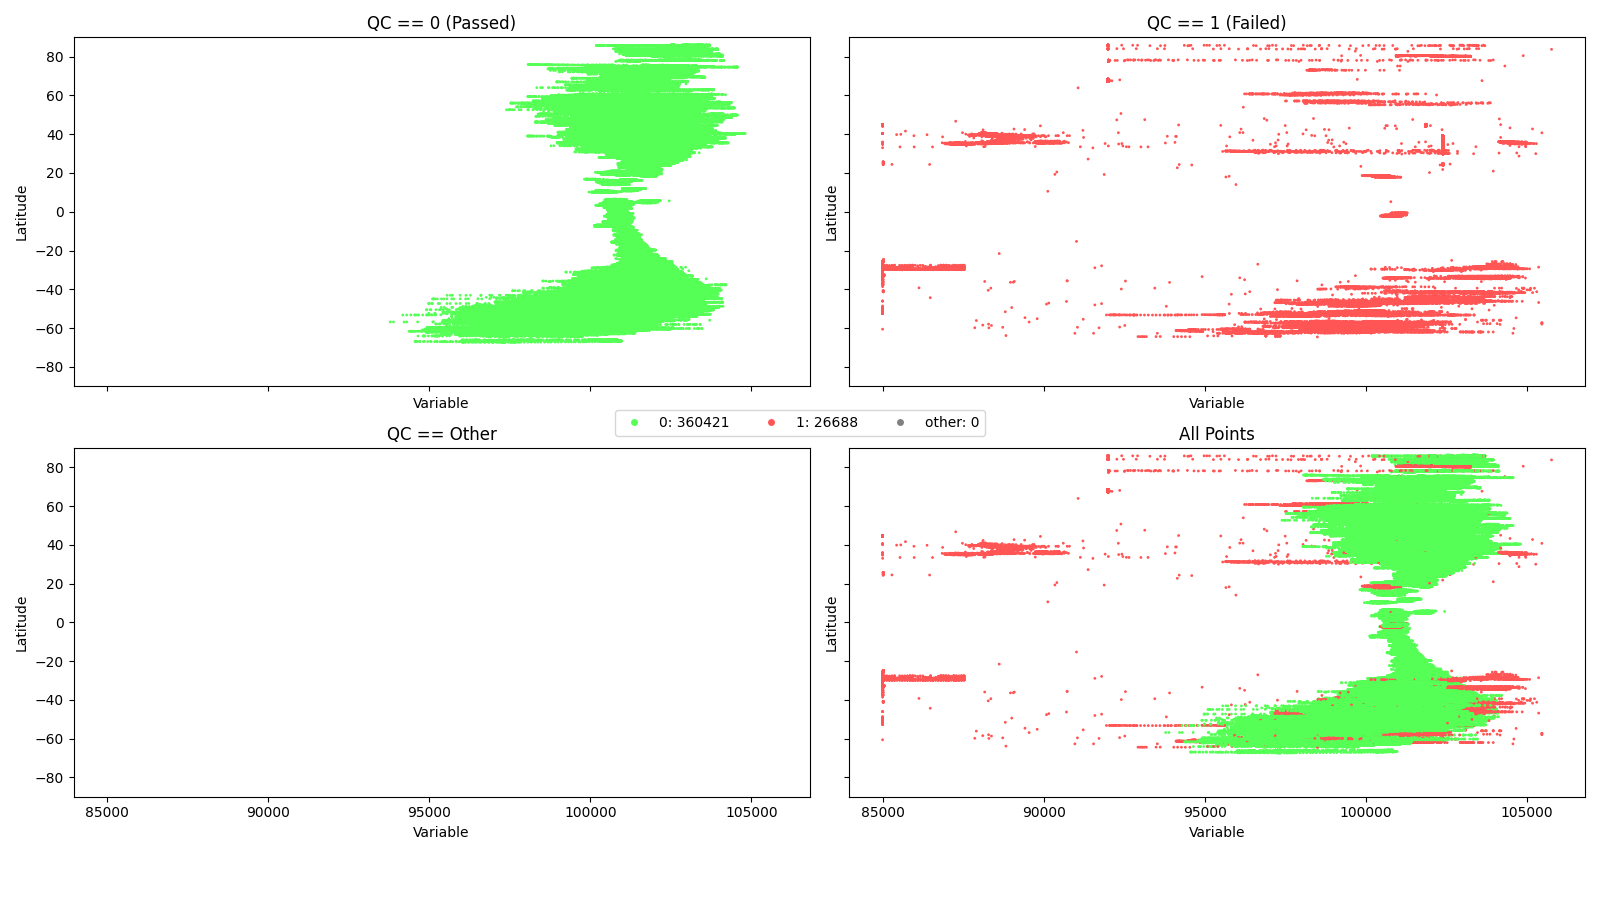 QC == 0 (Passed)
QC == 1 (Failed)
80
60
40
20
0
−20
−40
−60
−80
Latitude
Latitude
Variable
Variable
0: 360421
1: 26688
other: 0
QC == Other
All Points
80
60
40
20
0
−20
−40
−60
−80
Latitude
Latitude
85000
90000
95000
100000
105000
85000
90000
95000
100000
105000
Variable
Variable